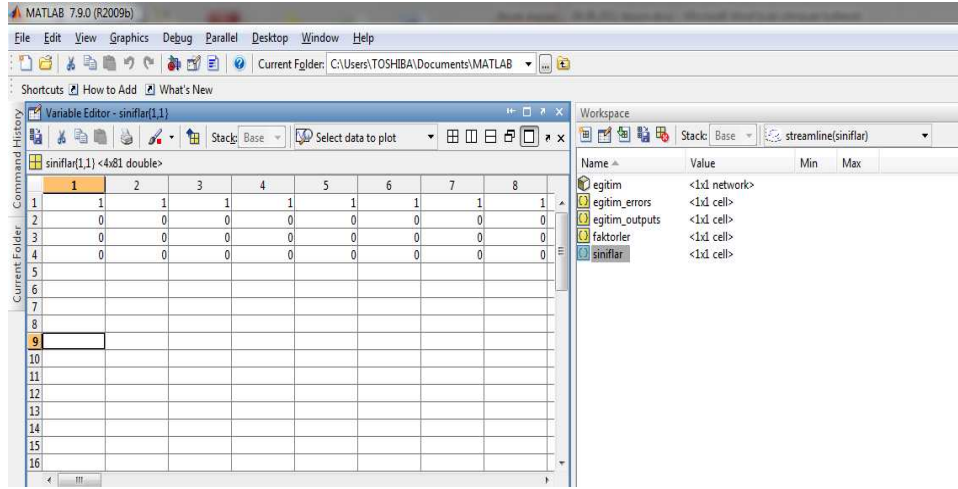 MATLAB 7.9.0 (R2009b)
File Edit View Graphics Debug Parallel Desktop Window Help
Current Folder: C:\Users\TOSHIBA\Documents\MATLAB
Shortcuts How to Add What's New
Command History
Current Folder
Variable Editor - siniflar{1,1}
Stack: Base Select data to plot
siniflar{1,1} <4x81 double>
1 2 3 4 5 6 7 8
1 1 1 1 1 1 1 1 1
2 0 0 0 0 0 0 0 0
3 0 0 0 0 0 0 0 0
4 0 0 0 0 0 0 0 0
5
6
7
8
9
10
11
12
13
14
15
16
Workspace
Stack: Base streamline(siniflar)
Name Value Min Max
egitim <1x1 network>
egitim_errors <1x1 cell>
egitim_outputs <1x1 cell>
faktorler <1x1 cell>
siniflar <1x1 cell>